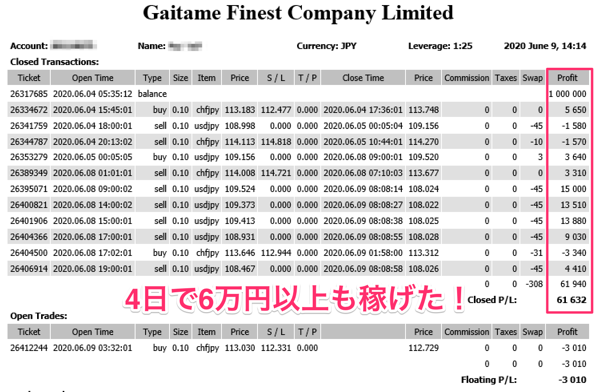 Gaitame Finest Company Limited
Account: Name: Currency: JPY Leverage: 1:25 2020 June 9, 14:14
Closed Transactions:
Ticket Open Time Type Size Item Price S / L T / P Close Time Price Commission Taxes Swap Profit
26317685 2020.06.04 05:35:12 balance 1 000 000
26334672 2020.06.04 15:45:01 buy 0.10 chfjpy 113.183 112.477 0.000 2020.06.04 17:36:01 113.748 0 0 0 5 650
26341759 2020.06.04 18:00:01 sell 0.10 usdjpy 108.998 0.000 0.000 2020.06.05 00:05:04 109.156 0 0 -45 -1 580
26344787 2020.06.04 20:13:02 sell 0.10 chfjpy 114.113 114.818 0.000 2020.06.05 10:44:01 114.270 0 0 -10 -1 570
26353279 2020.06.05 00:05:05 buy 0.10 usdjpy 109.156 0.000 0.000 2020.06.08 09:00:01 109.520 0 0 3 3 640
26389349 2020.06.08 01:01:01 sell 0.10 chfjpy 114.008 114.721 0.000 2020.06.08 07:10:03 113.677 0 0 0 3 310
26395071 2020.06.08 09:00:02 sell 0.10 usdjpy 109.524 0.000 0.000 2020.06.09 08:08:14 108.024 0 0 -45 15 000
26400821 2020.06.08 14:00:02 sell 0.10 usdjpy 109.373 0.000 0.000 2020.06.09 08:08:27 108.022 0 0 -45 13 510
26401906 2020.06.08 15:00:01 sell 0.10 usdjpy 109.413 0.000 0.000 2020.06.09 08:08:38 108.025 0 0 -45 13 880
26404366 2020.06.08 17:00:01 sell 0.10 usdjpy 108.931 0.000 0.000 2020.06.09 08:08:55 108.028 0 0 -45 9 030
26404500 2020.06.08 17:02:01 buy 0.10 chfjpy 113.646 112.944 0.000 2020.06.09 01:58:00 113.312 0 0 -31 -3 340
26406914 2020.06.08 19:00:01 sell 0.10 usdjpy 108.467 0.000 0.000 2020.06.09 08:08:58 108.026 0 0 -45 4 410
0 0 -308 61 940
4日で6万円以上も稼げた！
Closed P/L: 61 632
Open Trades:
Ticket Open Time Type Size Item Price S / L T / P Price Commission Taxes Swap Profit
26412244 2020.06.09 03:32:01 buy 0.10 chfjpy 113.030 112.331 0.000 112.729 0 0 0 -3 010
0 0 0 -3 010
Floating P/L: -3 010